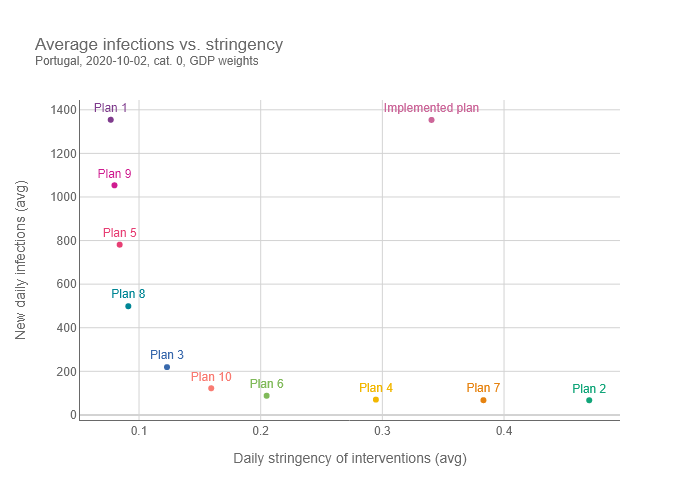 Average infections vs. stringency
Portugal, 2020-10-02, cat. 0, GDP weights
New daily infections (avg)
1400
1200
1000
800
600
400
200
0
Plan 1
Implemented plan
Plan 9
Plan 5
Plan 8
Plan 3
Plan 10
Plan 6
Plan 4
Plan 7
Plan 2
0.1
0.2
0.3
0.4
Daily stringency of interventions (avg)